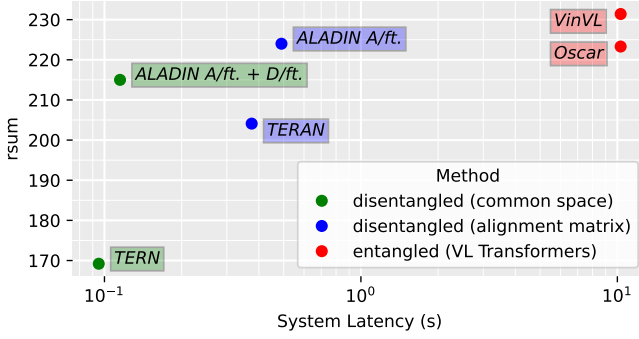 230
220
210
200
190
180
170
rsum
VinVL
Oscar
ALADIN A/ft.
ALADIN A/ft. + D/ft.
TERAN
TERN
Method
disentangled (common space)
disentangled (alignment matrix)
entangled (VL Transformers)
10⁻¹
10⁰
10¹
System Latency (s)